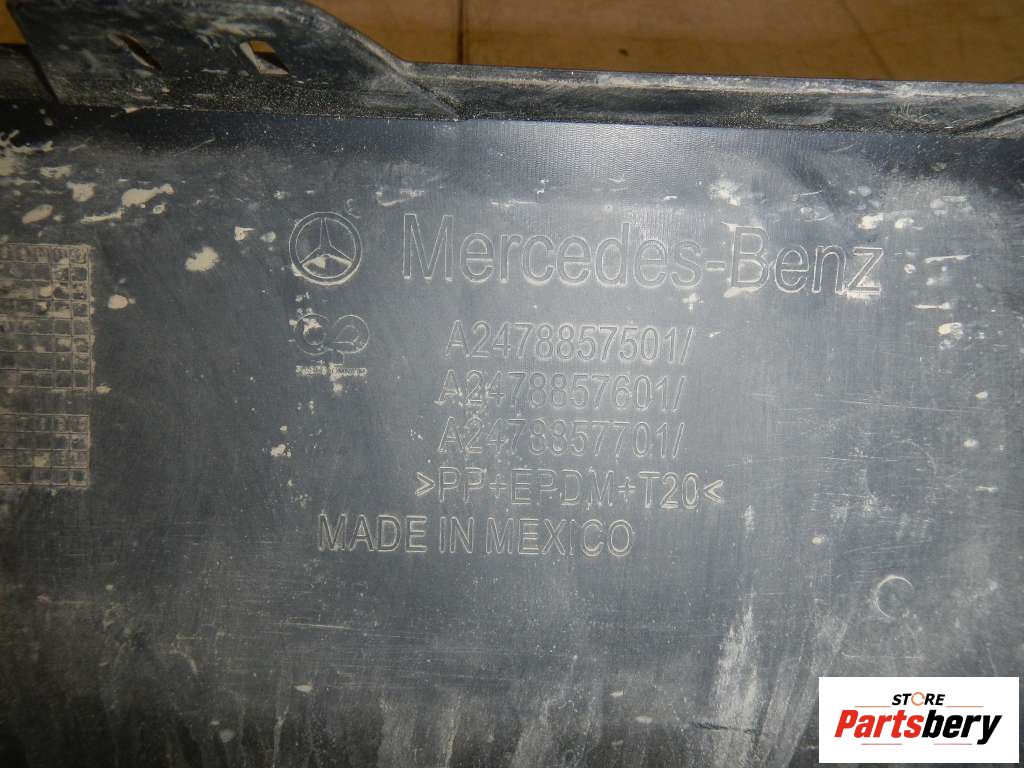 Mercedes-Benz
A2478857501/
A2478857601/
A2478857701/
>PP+EPDM+T20<
MADE IN MEXICO
STORE
Partsbery